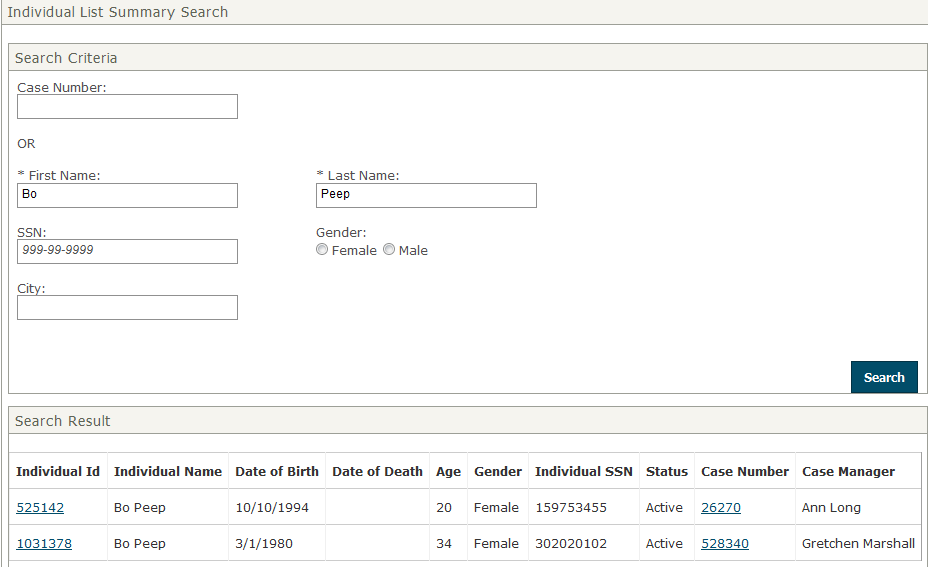 Individual List Summary Search
Search Criteria
Case Number:
OR
* First Name: * Last Name:
Bo Peep
SSN: Gender:
999-99-9999 Female Male
City:
Search
Search Result
Individual Id Individual Name Date of Birth Date of Death Age Gender Individual SSN Status Case Number Case Manager
525142 Bo Peep 10/10/1994 20 Female 159753455 Active 26270 Ann Long
1031378 Bo Peep 3/1/1980 34 Female 302020102 Active 528340 Gretchen Marshall